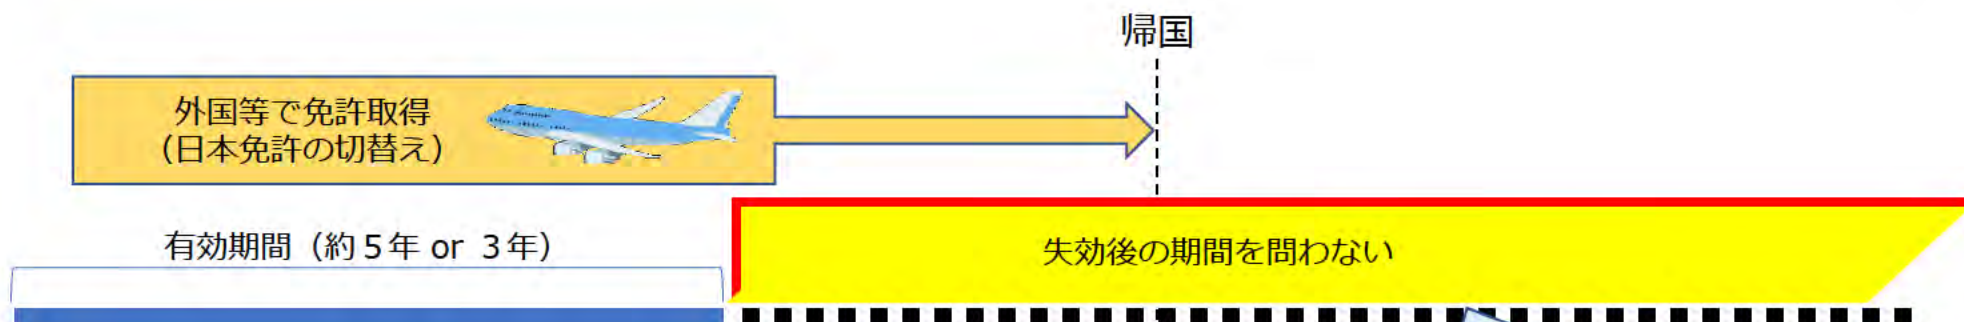 帰国
外国等で免許取得
（日本免許の切替え）
有効期間（約５年 or ３年）
失効後の期間を問わない